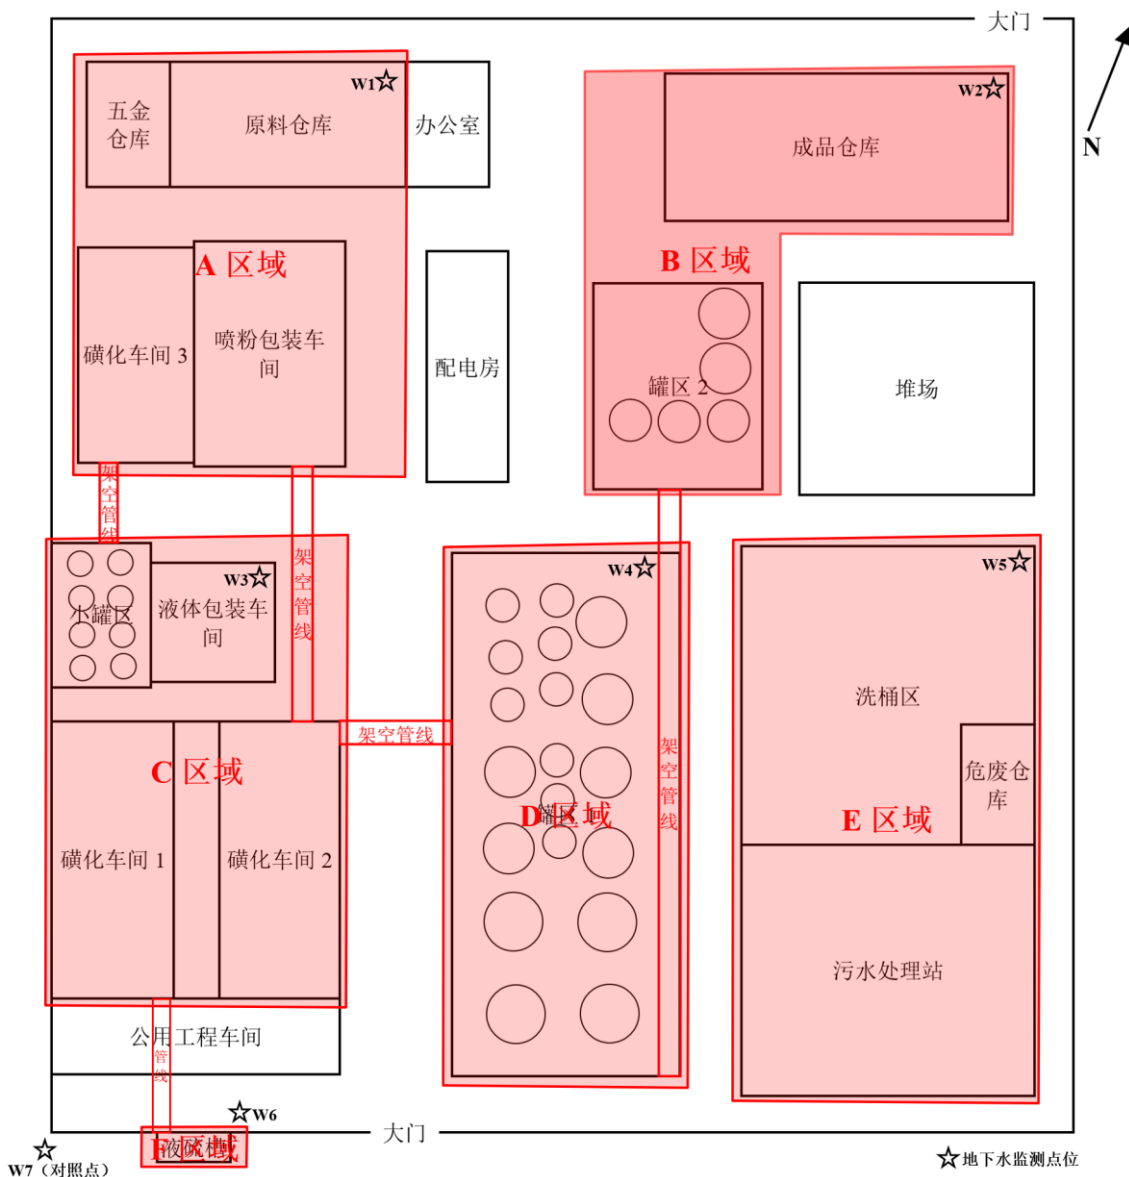 大门
N
五金
仓库
原料仓库
W1
办公室
W2
成品仓库
A 区域
B 区域
磺化车间 3
喷粉包装车
间
配电房
罐区 2
堆场
架空管线
架空管线
小罐区
W3
液体包装车
间
W4
W5
架空管线
架空管线
洗桶区
危废仓
库
C 区域
D 区域
E 区域
磺化车间 1
磺化车间 2
污水处理站
公用工程车间
管线
W6
F 区域
液硫槽
大门
W7（对照点）
地下水监测点位